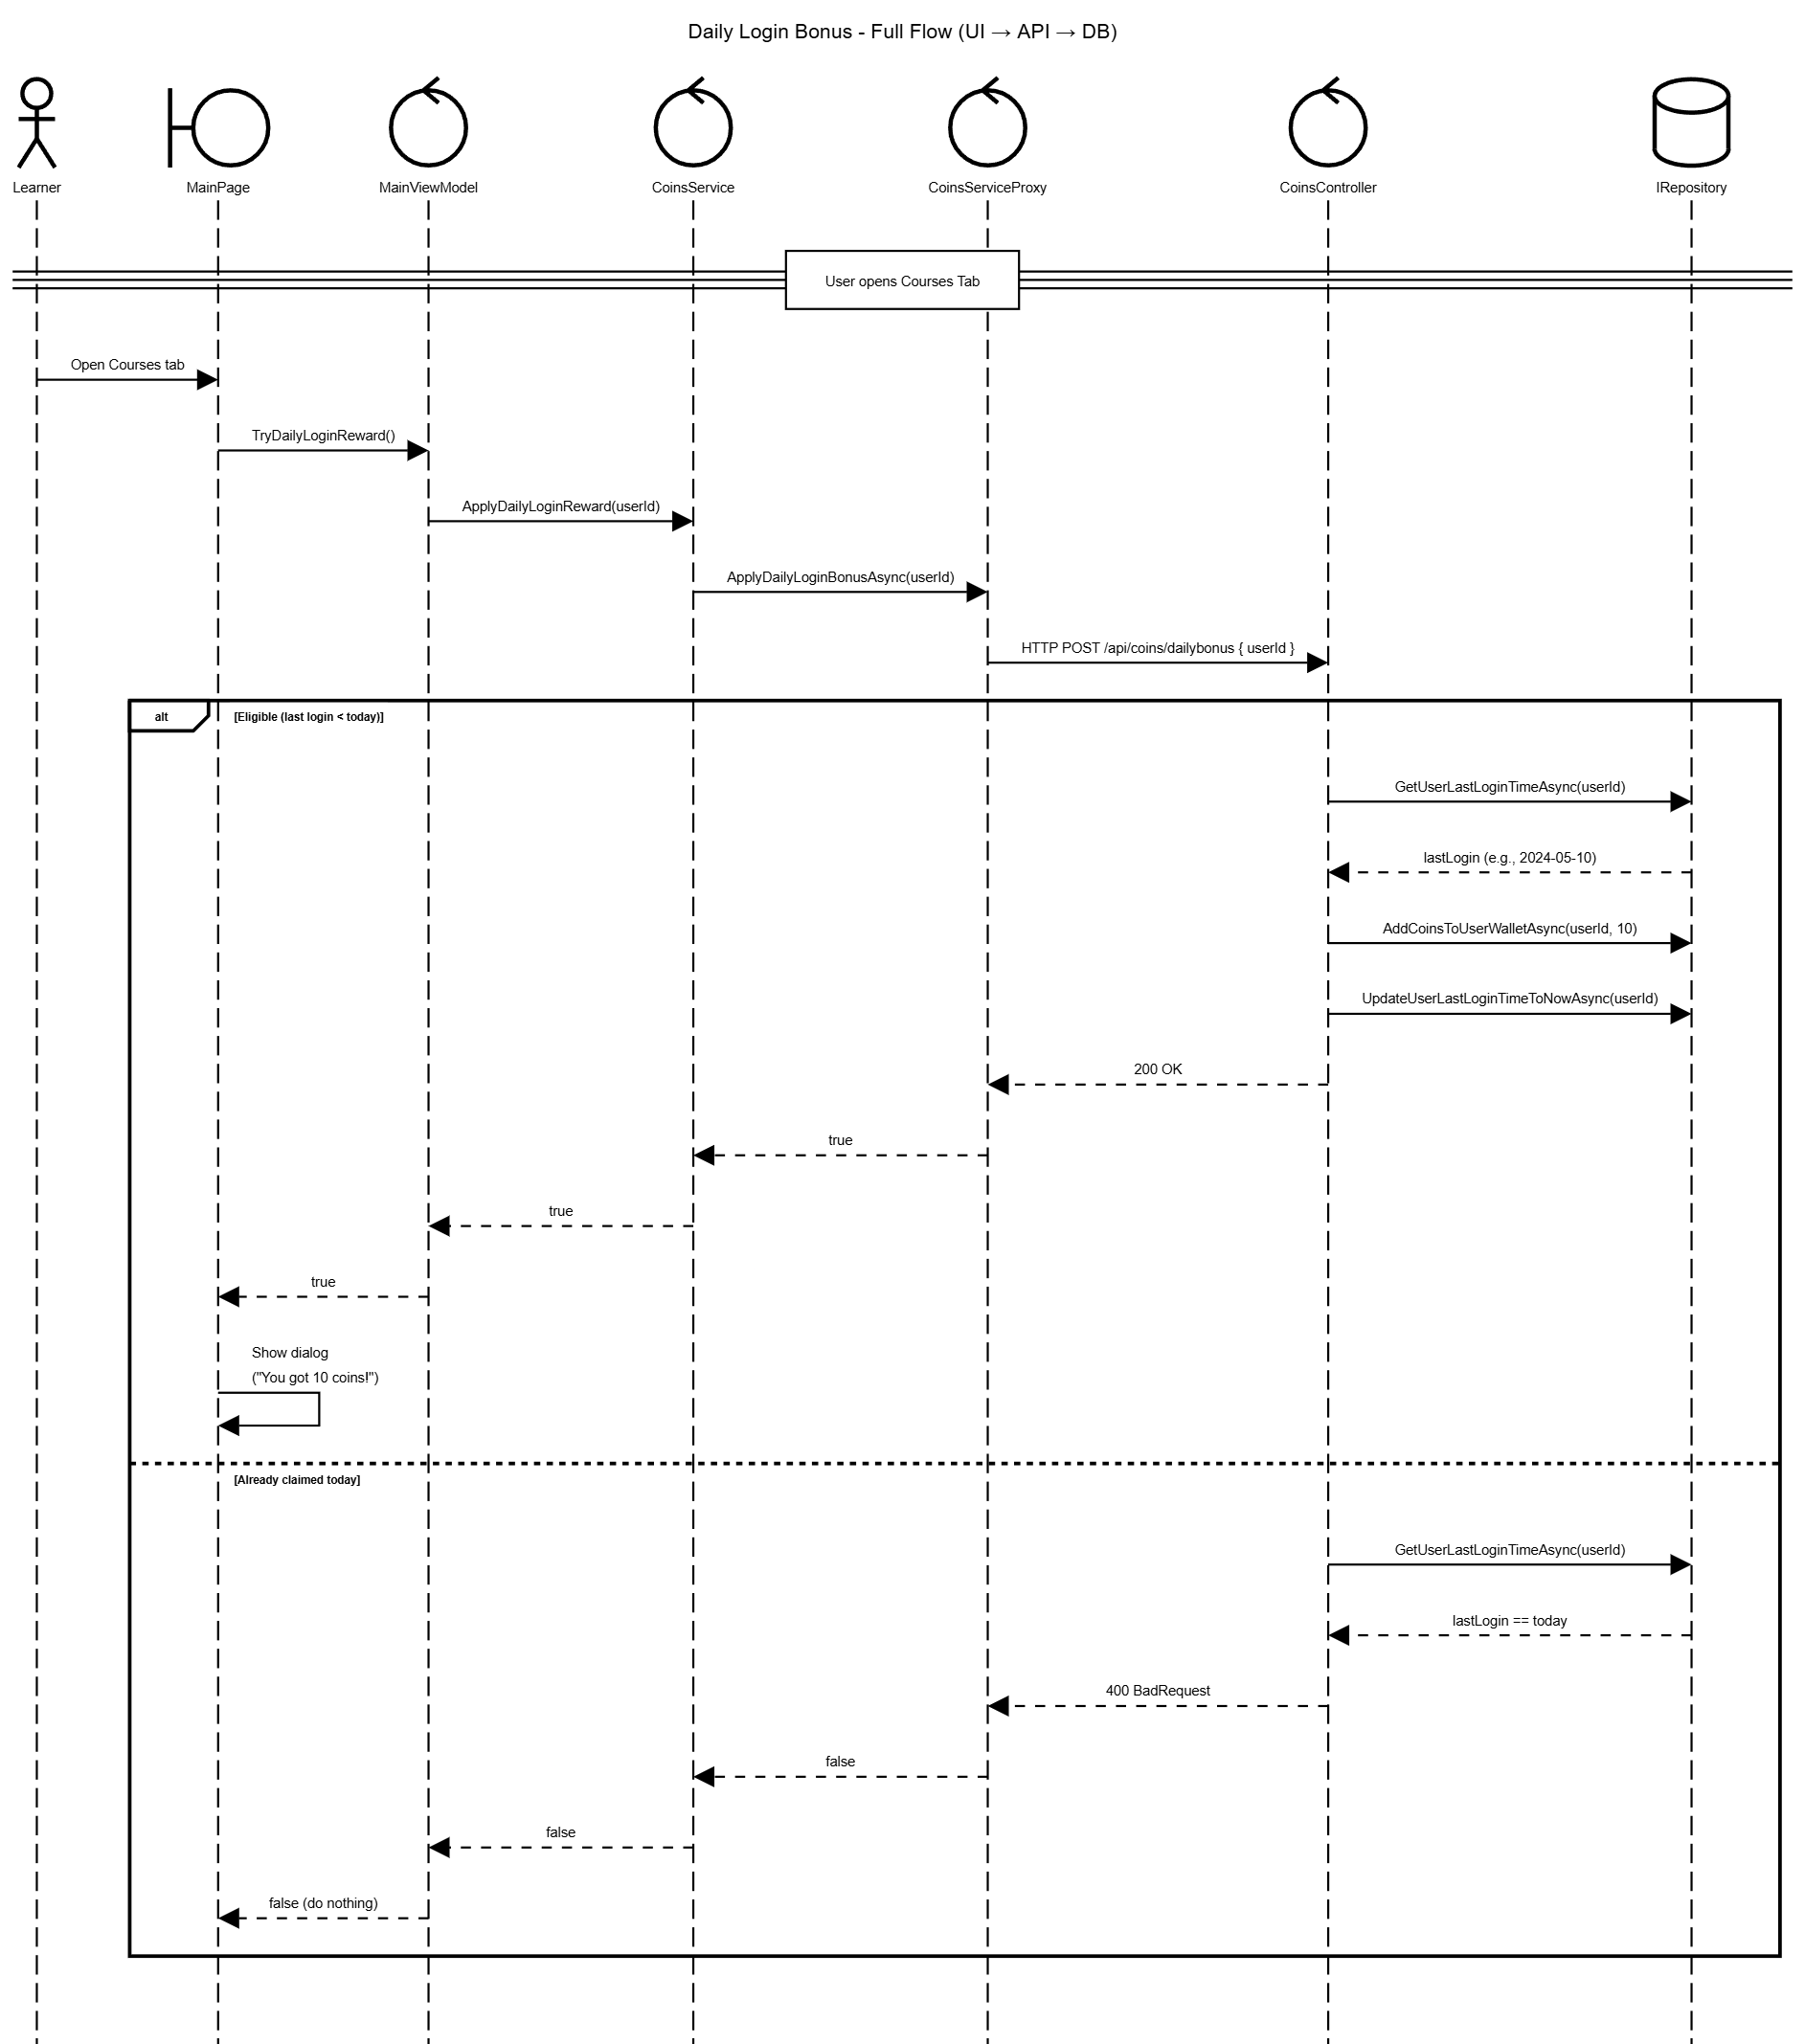 Daily Login Bonus - Full Flow (UI → API → DB)
Learner
MainPage
MainViewModel
CoinsService
CoinsServiceProxy
CoinsController
IRepository
User opens Courses Tab
Open Courses tab
TryDailyLoginReward()
ApplyDailyLoginReward(userId)
ApplyDailyLoginBonusAsync(userId)
HTTP POST /api/coins/dailybonus { userId }
alt
[Eligible (last login < today)]
GetUserLastLoginTimeAsync(userId)
lastLogin (e.g., 2024-05-10)
AddCoinsToUserWalletAsync(userId, 10)
UpdateUserLastLoginTimeToNowAsync(userId)
200 OK
true
true
true
Show dialog
("You got 10 coins!")
[Already claimed today]
GetUserLastLoginTimeAsync(userId)
lastLogin == today
400 BadRequest
false
false
false (do nothing)